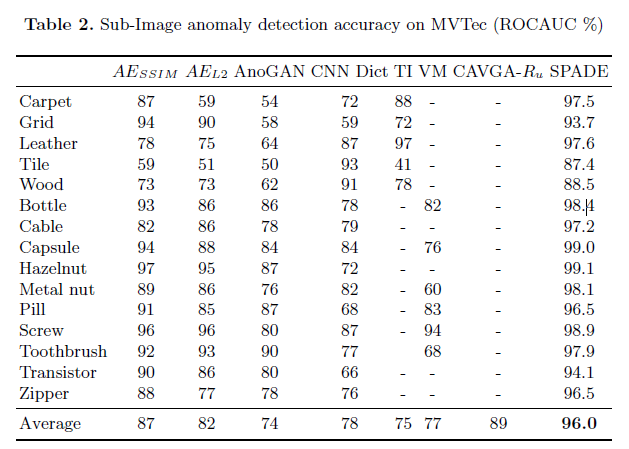 Table 2. Sub-Image anomaly detection accuracy on MVTec (ROCAUC %)
AE_SSIM AE_L2 AnoGAN CNN Dict TI VM CAVGA-R_u SPADE
Carpet 87 59 54 72 88 - - 97.5
Grid 94 90 58 59 72 - - 93.7
Leather 78 75 64 87 97 - - 97.6
Tile 59 51 50 93 41 - - 87.4
Wood 73 73 62 91 78 - - 88.5
Bottle 93 86 86 78 - 82 - 98.4
Cable 82 86 78 79 - - - 97.2
Capsule 94 88 84 84 - 76 - 99.0
Hazelnut 97 95 87 72 - - - 99.1
Metal nut 89 86 76 82 - 60 - 98.1
Pill 91 85 87 68 - 83 - 96.5
Screw 96 96 80 87 - 94 - 98.9
Toothbrush 92 93 90 77 68 - 97.9
Transistor 90 86 80 66 - - - 94.1
Zipper 88 77 78 76 - - - 96.5
Average 87 82 74 78 75 77 89 96.0